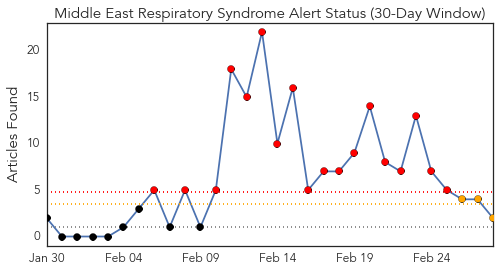 Middle East Respiratory Syndrome Alert Status (30-Day Window)
Articles Found
20
15
10
5
0
Jan 30 Feb 04 Feb 09 Feb 14 Feb 19 Feb 24